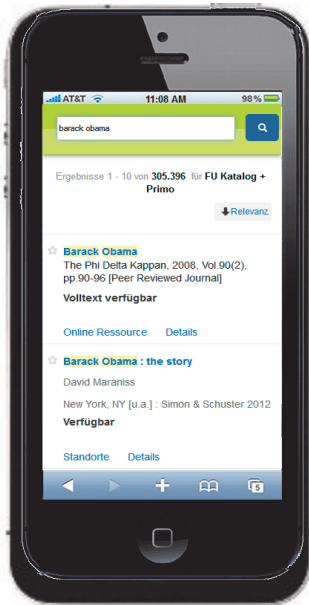 AT&T 11:08 AM 98 %
barack obama
Ergebnisse 1 - 10 von 305.396 für FU Katalog +
Primo
Relevanz
Barack Obama
The Phi Delta Kappan, 2008, Vol.90(2),
pp.90-96 [Peer Reviewed Journal]
Volltext verfügbar
Online Ressource Details
Barack Obama : the story
David Maraniss
New York, NY [u.a.] : Simon & Schuster 2012
Verfügbar
Standorte Details
5